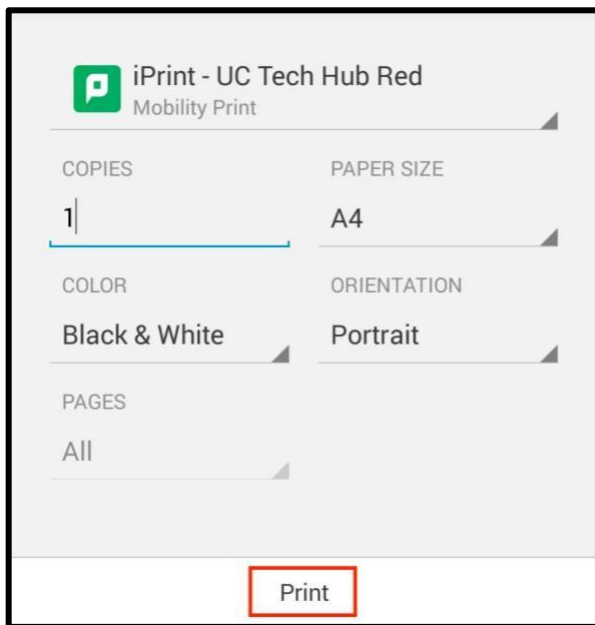 iPrint - UC Tech Hub Red
Mobility Print
COPIES
PAPER SIZE
1
A4
COLOR
ORIENTATION
Black & White
Portrait
PAGES
All
Print